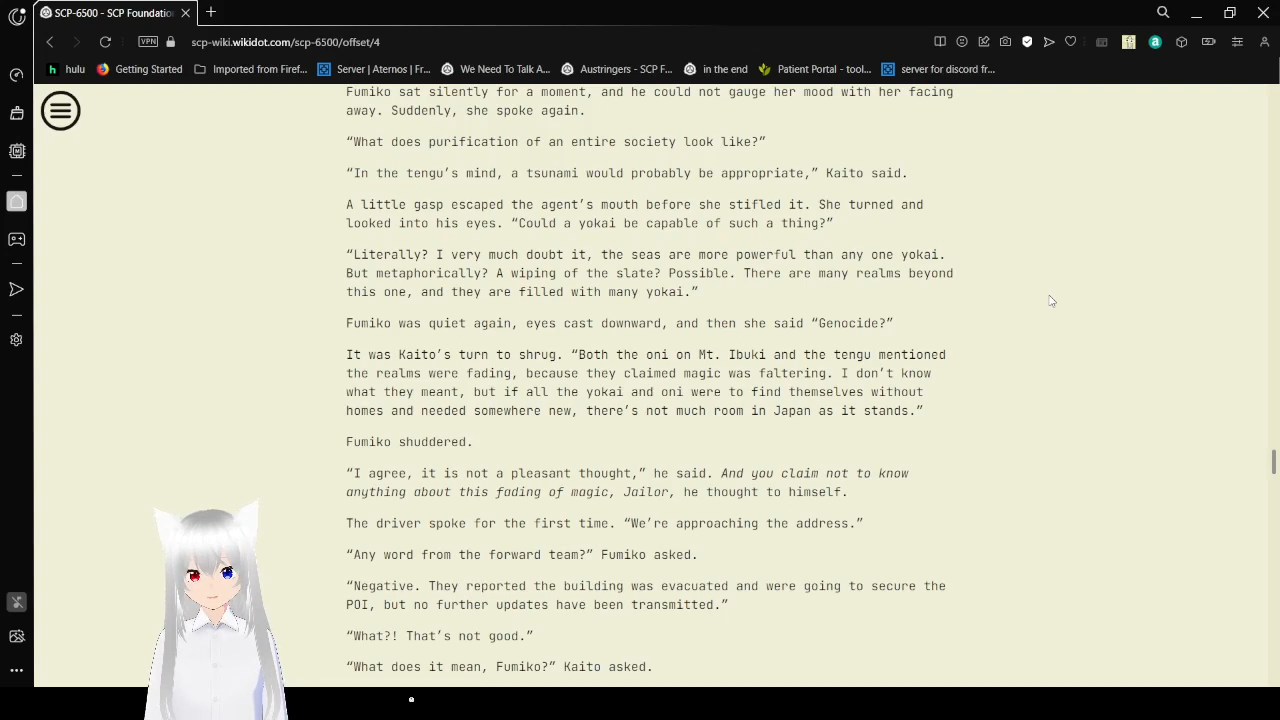 SCP-6500 - SCP Foundation
VPN
scp-wiki.wikidot.com/scp-6500/offset/4
hulu
Getting Started
Imported from Firef...
Server | Aternos | Fr...
We Need To Talk A...
Austringers - SCP F...
in the end
Patient Portal - tool...
server for discord fr...
Fumiko sat silently for a moment, and he could not gauge her mood with her facing
away. Suddenly, she spoke again.
“What does purification of an entire society look like?”
“In the tengu’s mind, a tsunami would probably be appropriate,” Kaito said.
A little gasp escaped the agent’s mouth before she stifled it. She turned and
looked into his eyes. “Could a yokai be capable of such a thing?”
“Literally? I very much doubt it, the seas are more powerful than any one yokai.
But metaphorically? A wiping of the slate? Possible. There are many realms beyond
this one, and they are filled with many yokai.”
Fumiko was quiet again, eyes cast downward, and then she said “Genocide?”
It was Kaito’s turn to shrug. “Both the oni on Mt. Ibuki and the tengu mentioned
the realms were fading, because they claimed magic was faltering. I don’t know
what they meant, but if all the yokai and oni were to find themselves without
homes and needed somewhere new, there’s not much room in Japan as it stands.”
Fumiko shuddered.
“I agree, it is not a pleasant thought,” he said. And you claim not to know
anything about this fading of magic, Jailor, he thought to himself.
The driver spoke for the first time. “We’re approaching the address.”
“Any word from the forward team?” Fumiko asked.
“Negative. They reported the building was evacuated and were going to secure the
POI, but no further updates have been transmitted.”
“What?! That’s not good.”
“What does it mean, Fumiko?” Kaito asked.